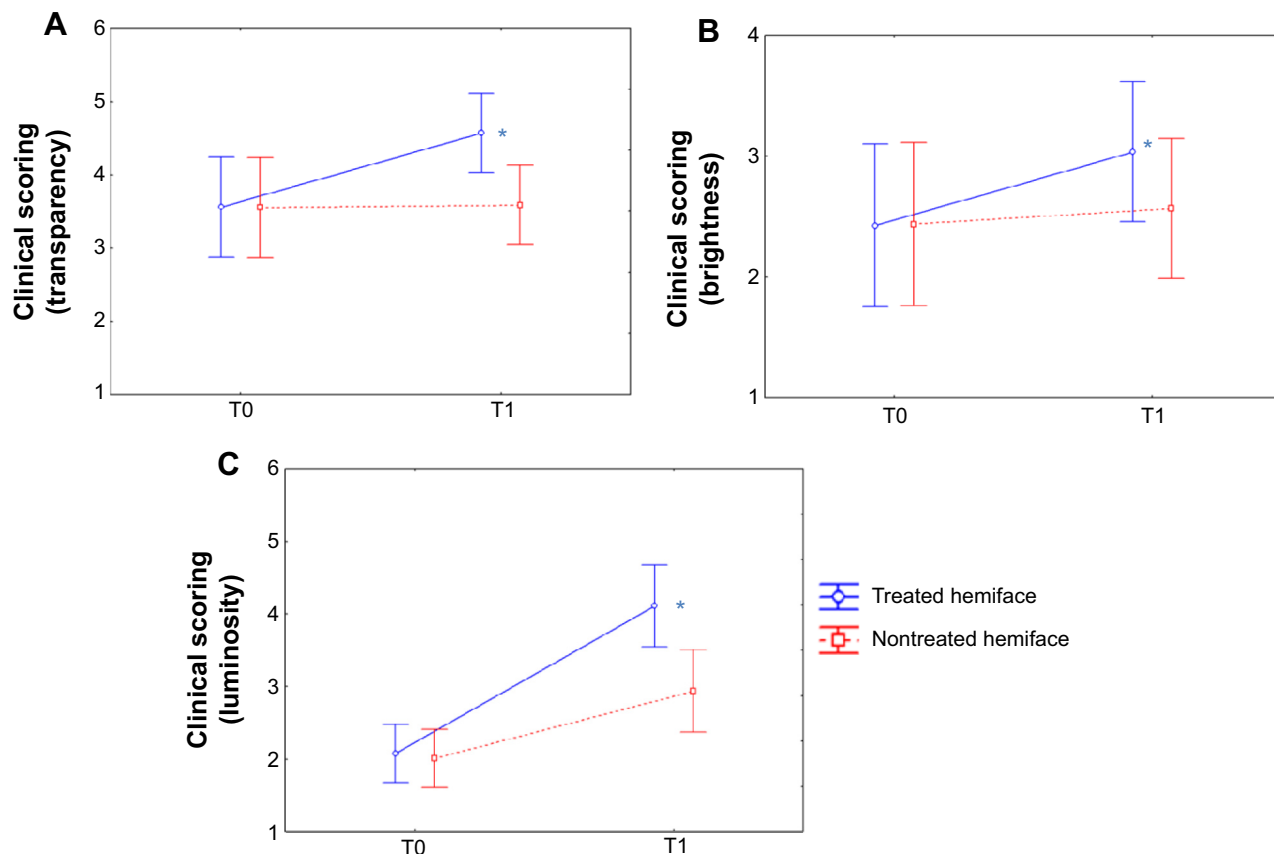 A
Clinical scoring
(transparency)
6
5
4
3
2
1
T0
T1
*
B
Clinical scoring
(brightness)
4
3
2
1
T0
T1
*
C
Clinical scoring
(luminosity)
6
5
4
3
2
1
T0
T1
*
Treated hemiface
Nontreated hemiface